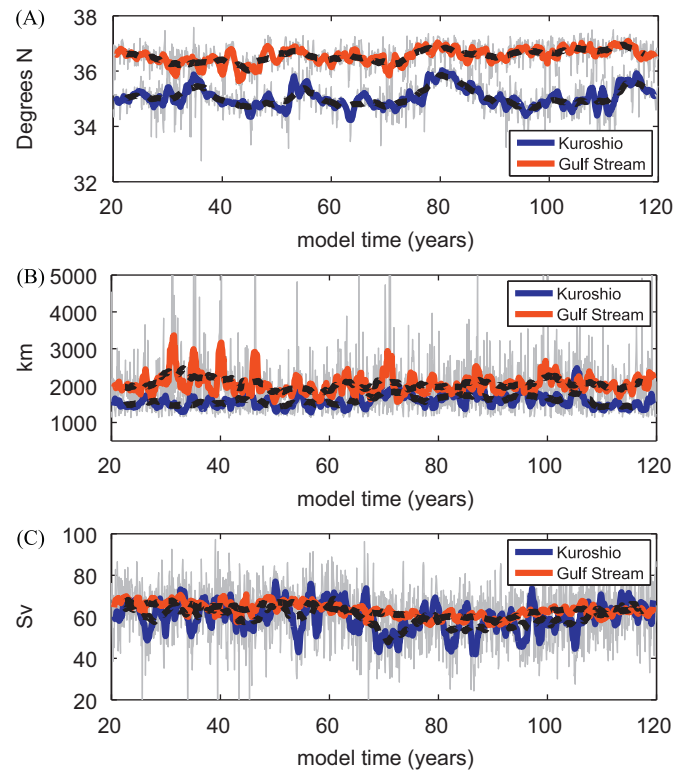 (A)
Degrees N
36
34
32
Kuroshio
Gulf Stream
20 40 60 80 100 120
model time (years)
(B)
km
5000
4000
3000
2000
1000
Kuroshio
Gulf Stream
20 40 60 80 100 120
model time (years)
(C)
Sv
100
80
60
40
20
Kuroshio
Gulf Stream
20 40 60 80 100 120
model time (years)